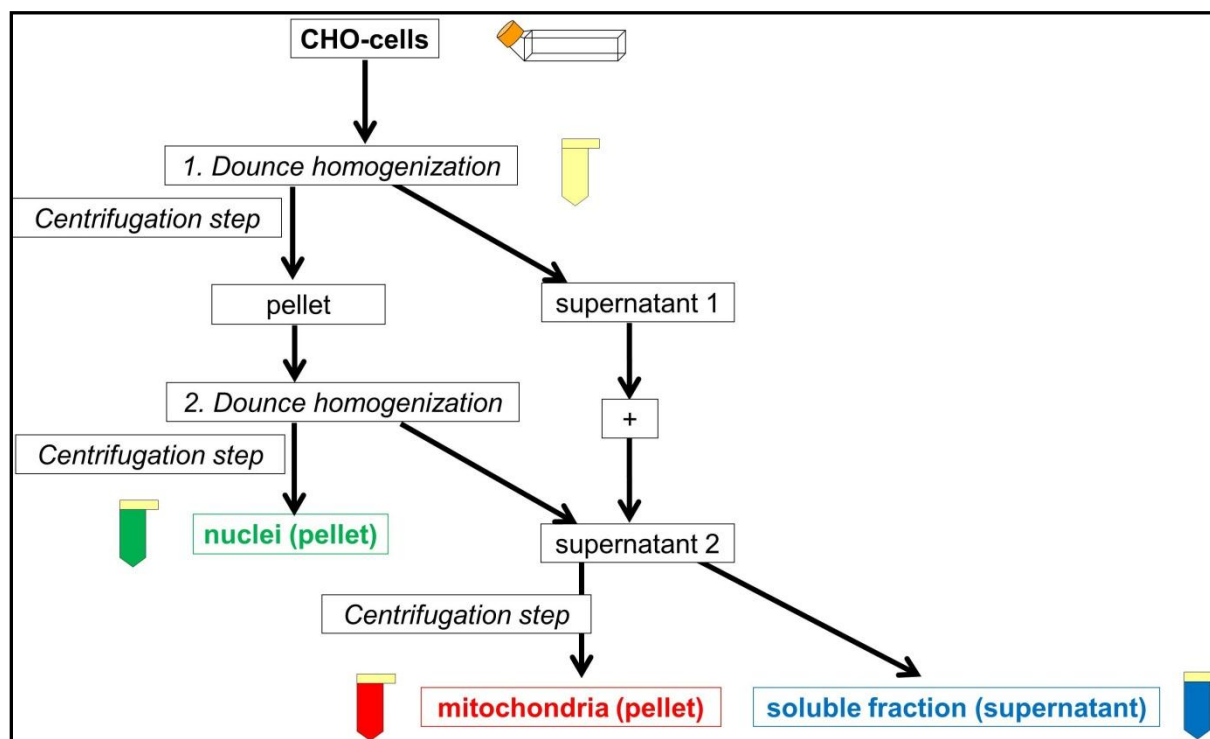 CHO-cells
1. Dounce homogenization
Centrifugation step
pellet
supernatant 1
2. Dounce homogenization
+
Centrifugation step
nuclei (pellet)
supernatant 2
Centrifugation step
mitochondria (pellet)
soluble fraction (supernatant)